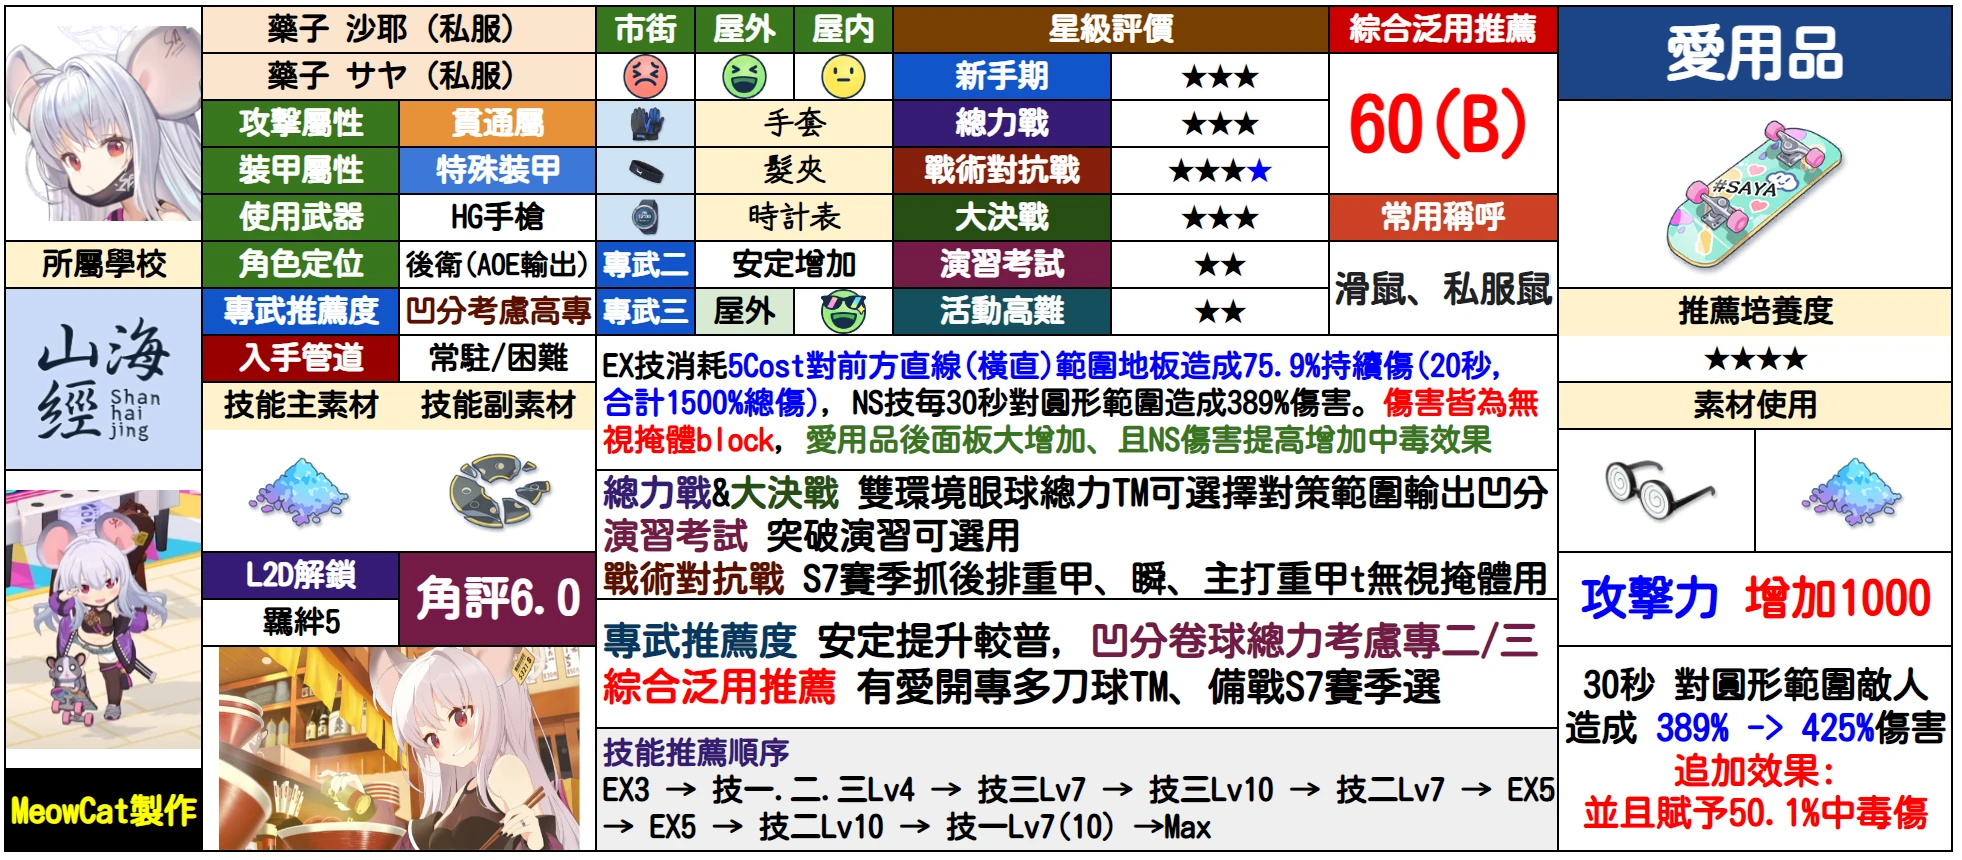 藥子 沙耶 (私服)
藥子 サヤ (私服)
市街 屋外 屋内
星級評價
綜合泛用推薦
愛用品
攻擊屬性 貫通屬
裝甲屬性 特殊裝甲
使用武器 HG手槍
角色定位 後衛(AOE輸出)
專武推薦度 凹分考慮高專
入手管道 常駐/困難
手套
髮夾
時計表
專武二 安定增加
專武三 屋外
新手期 ★★★
總力戰 ★★★
戰術對抗戰 ★★★★
大決戰 ★★★
演習考試 ★★
活動高難 ★★
60(B)
常用稱呼
滑鼠、私服鼠
#SAYA
所屬學校
山海
經
Shan
hai
jing
技能主素材 技能副素材
L2D解鎖
羈絆5
角評6.0
MeowCat製作
EX技消耗5Cost對前方直線(橫直)範圍地板造成75.9%持續傷(20秒,
合計1500%總傷), NS技每30秒對圓形範圍造成389%傷害。傷害皆為無
視掩體block, 愛用品後面板大增加、且NS傷害提高增加中毒效果
總力戰&大決戰 雙環境眼球總力TM可選擇對策範圍輸出凹分
演習考試 突破演習可選用
戰術對抗戰 S7賽季抓後排重甲、瞬、主打重甲t無視掩體用
專武推薦度 安定提升較普, 凹分卷球總力考慮專二/三
綜合泛用推薦 有愛開專多刀球TM、備戰S7賽季選
技能推薦順序
EX3 → 技一.二.三Lv4 → 技三Lv7 → 技三Lv10 → 技二Lv7 → EX5
→ EX5 → 技二Lv10 → 技一Lv7(10) →Max
推薦培養度
★★★★
素材使用
攻擊力 增加1000
30秒 對圓形範圍敵人
造成 389% -> 425%傷害
追加效果:
並且賦予50.1%中毒傷